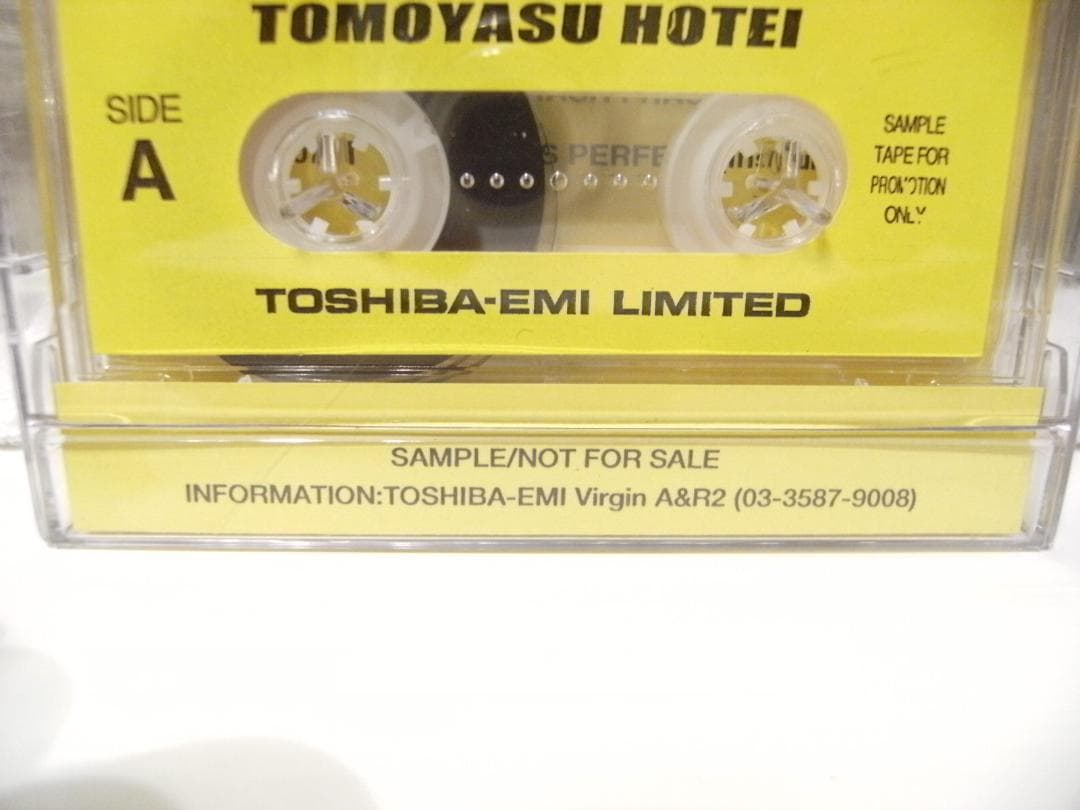 TOMOYASU HOTEI
SIDE
A
SAMPLE
TAPE FOR
PROMOTION
ONLY
PERFE
TOSHIBA-EMI LIMITED
SAMPLE/NOT FOR SALE
INFORMATION:TOSHIBA-EMI Virgin A&R2 (03-3587-9008)